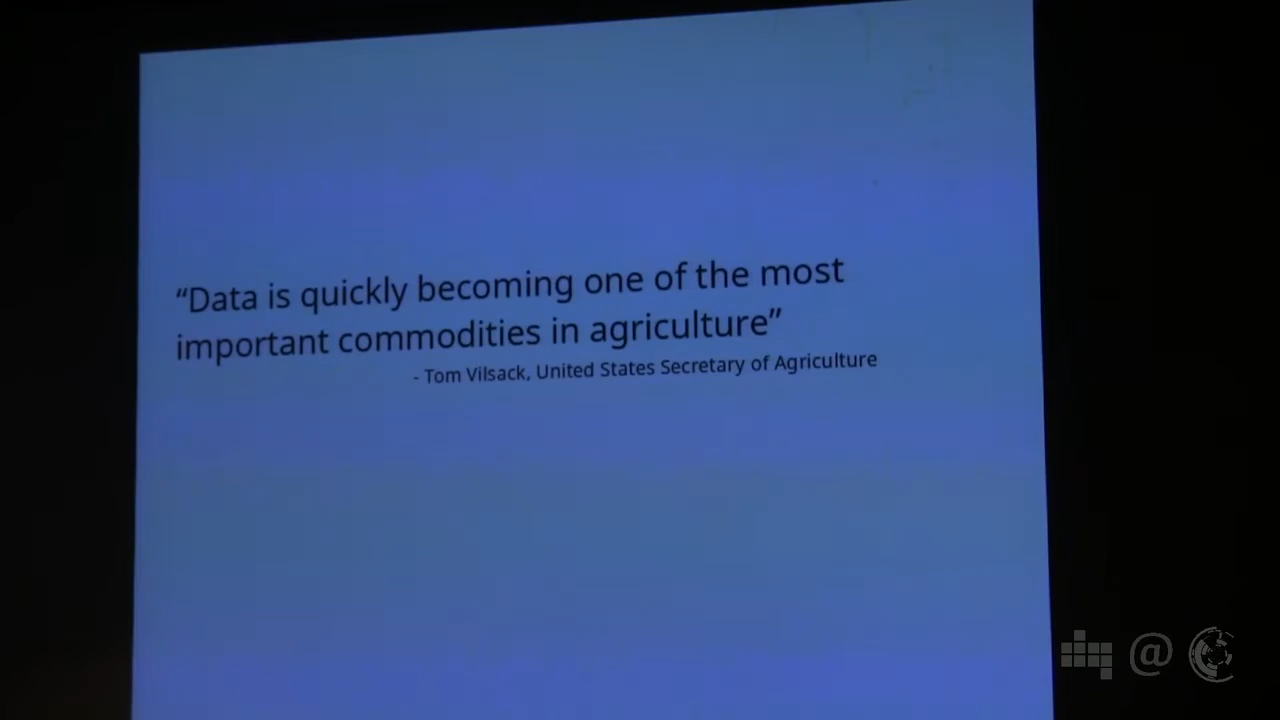 “Data is quickly becoming one of the most
important commodities in agriculture”
- Tom Vilsack, United States Secretary of Agriculture
@